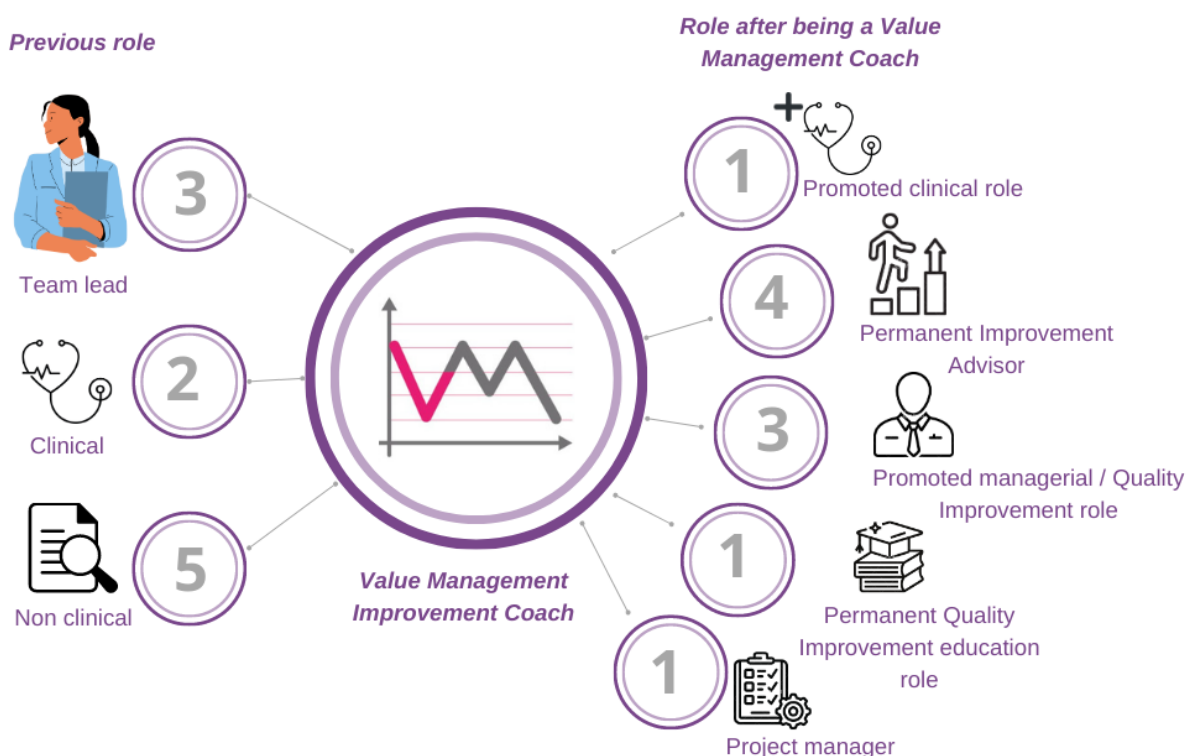 Previous role
3
Team lead
2
Clinical
5
Non clinical
VM
Value Management
Improvement Coach
Role after being a Value
Management Coach
1
Promoted clinical role
4
Permanent Improvement
Advisor
3
Promoted managerial / Quality
Improvement role
1
Permanent Quality
Improvement education
role
1
Project manager